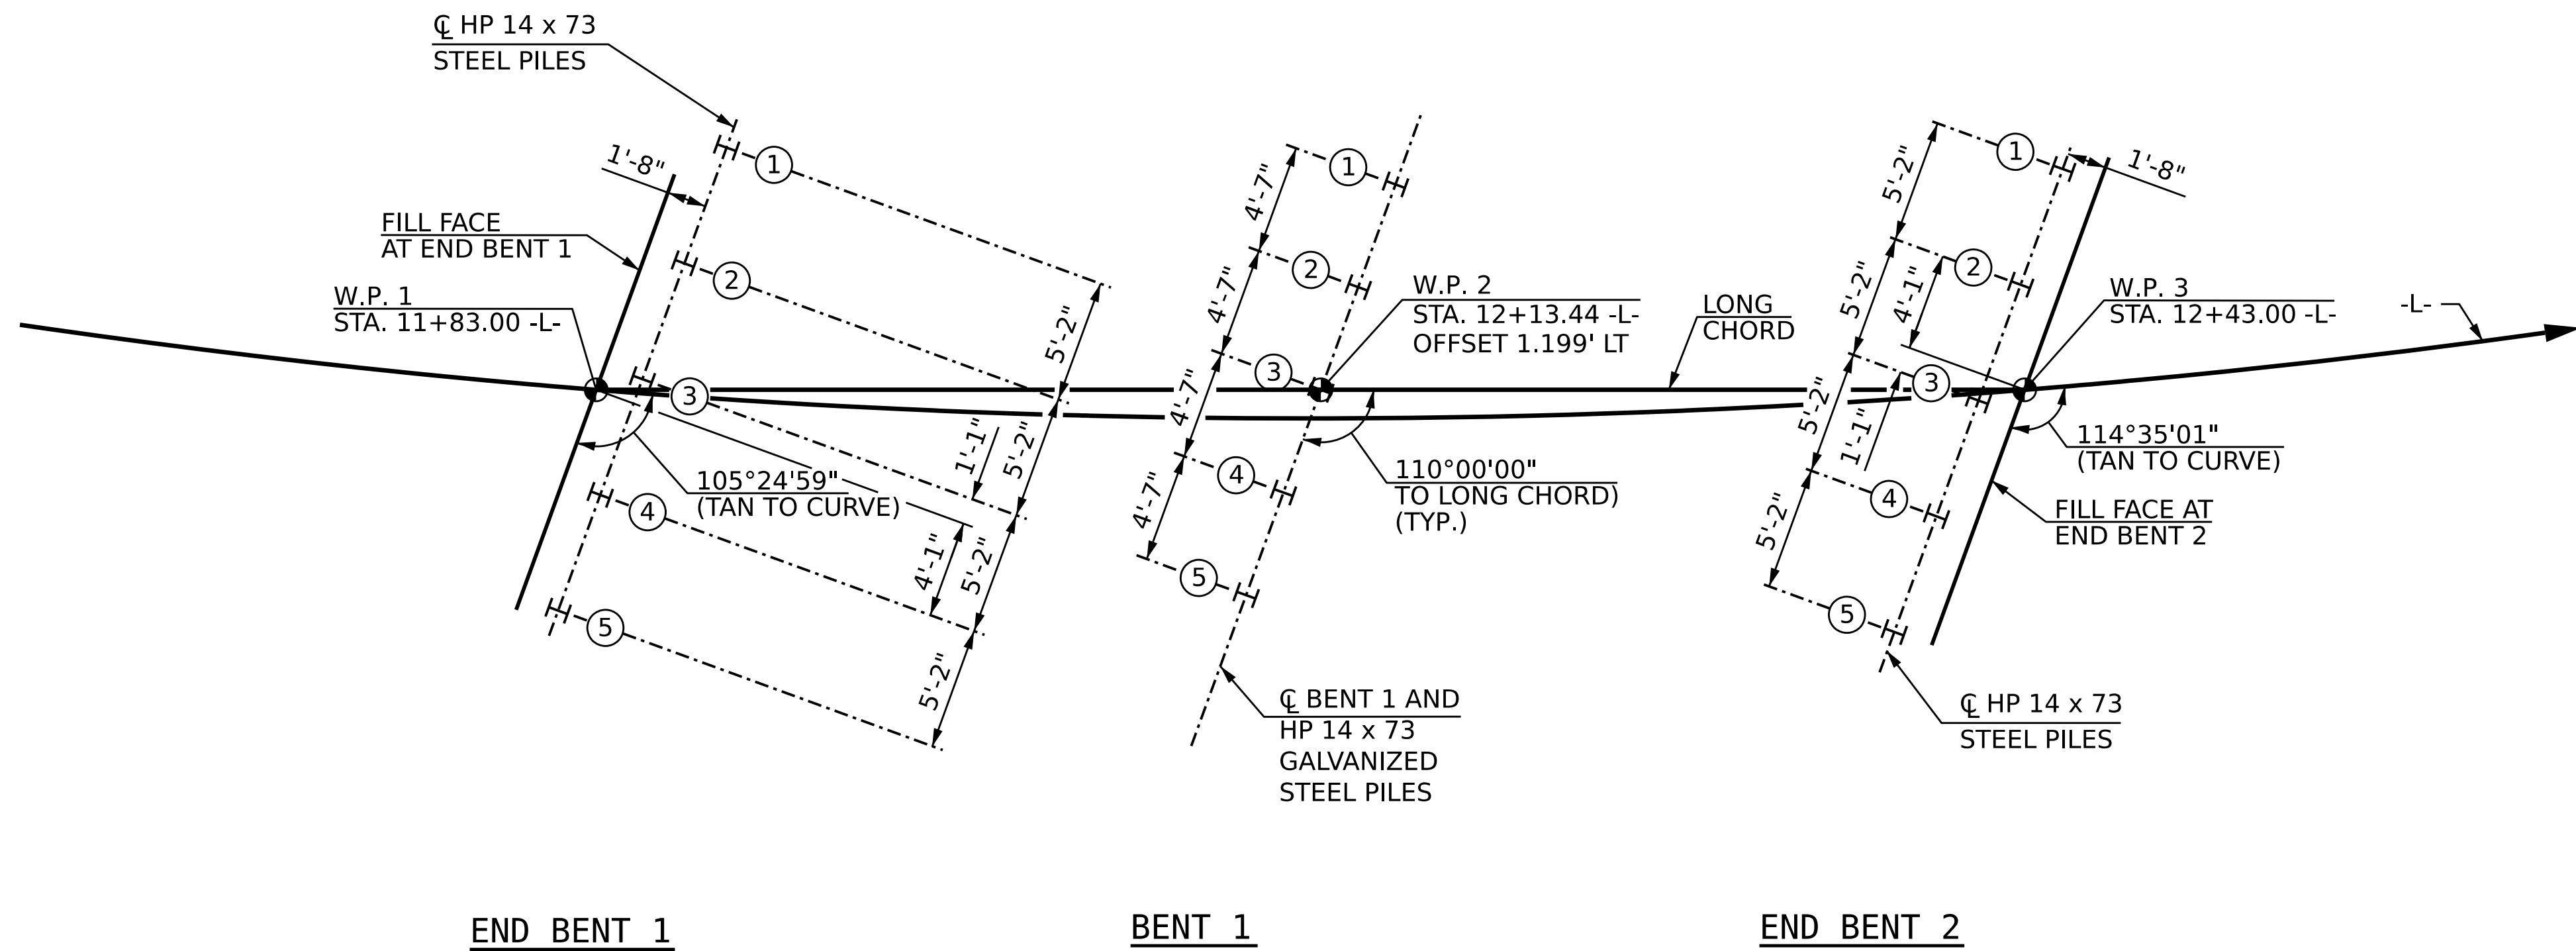 ℄ HP 14 x 73
STEEL PILES
1'-8"
FILL FACE
AT END BENT 1
W.P. 1
STA. 11+83.00 -L-
1
2
3
4
5
105°24'59"
(TAN TO CURVE)
5'-2"
5'-2"
5'-2"
5'-2"
1'-1"
4'-1"
4'-7"
4'-7"
4'-7"
4'-7"
1
2
3
4
5
W.P. 2
STA. 12+13.44 -L-
OFFSET 1.199' LT
LONG
CHORD
110°00'00"
TO LONG CHORD)
(TYP.)
℄ BENT 1 AND
HP 14 x 73
GALVANIZED
STEEL PILES
5'-2"
5'-2"
5'-2"
5'-2"
4'-1"
1'-1"
1
2
3
4
5
1'-8"
W.P. 3
STA. 12+43.00 -L-
-L-
114°35'01"
(TAN TO CURVE)
FILL FACE AT
END BENT 2
℄ HP 14 x 73
STEEL PILES
END BENT 1
BENT 1
END BENT 2